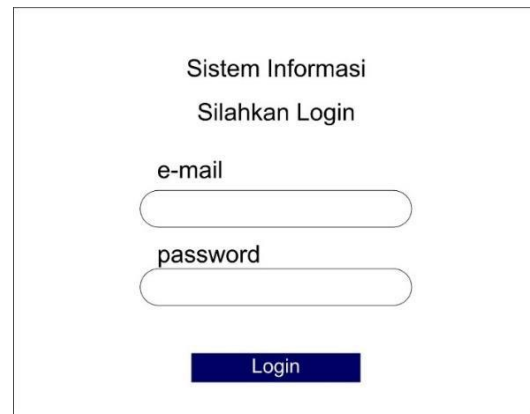 Sistem Informasi
Silahkan Login
e-mail
password
Login